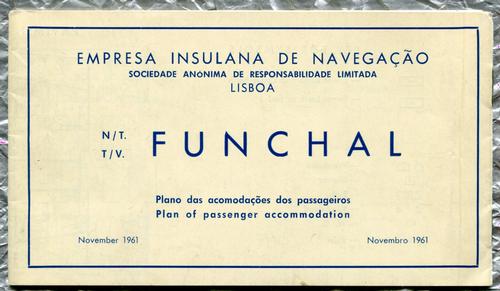 EMPRESA INSULANA DE NAVEGAÇÃO
SOCIEDADE ANÓNIMA DE RESPONSABILIDADE LIMITADA
LISBOA
N/T.
T/V.
FUNCHAL
Plano das acomodações dos passageiros
Plan of passenger accommodation
November 1961
Novembro 1961